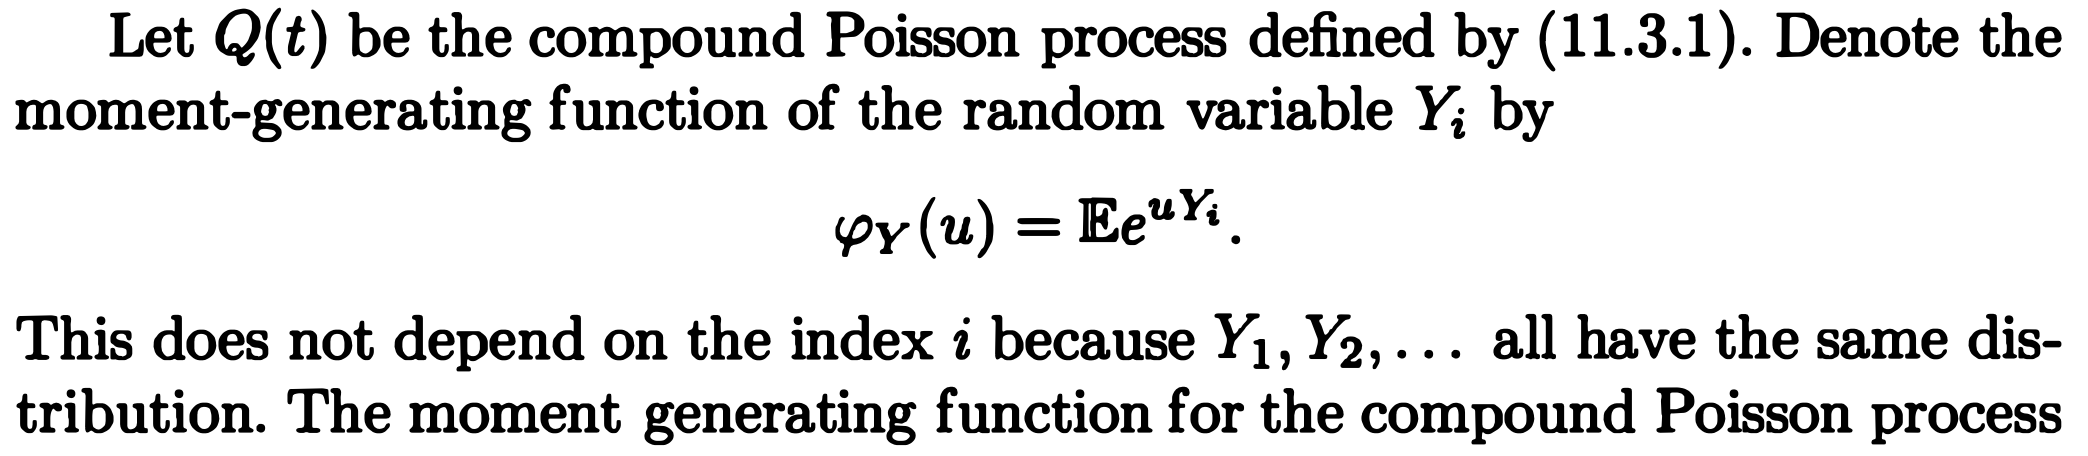 Let Q(t) be the compound Poisson process defined by (11.3.1). Denote the
moment-generating function of the random variable Y_i by
φ_Y(u) = 𝔼e^{uY_i}.
This does not depend on the index i because Y_1, Y_2, ... all have the same dis-
tribution. The moment generating function for the compound Poisson process